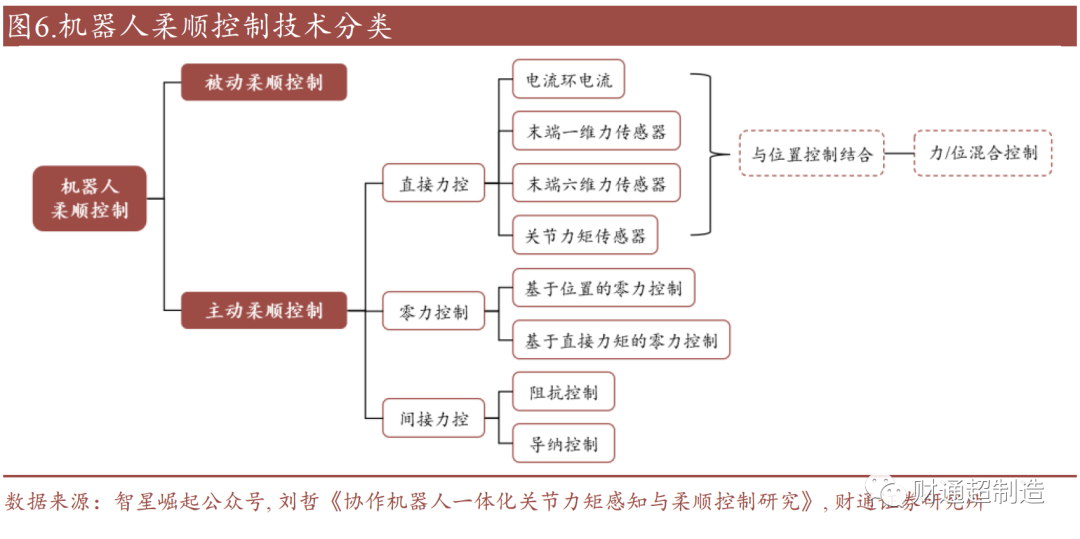 图6.机器人柔顺控制技术分类
被动柔顺控制
机器人
柔顺控制
主动柔顺控制
直接力控
零力控制
间接力控
电流环电流
末端一维力传感器
末端六维力传感器
关节力矩传感器
基于位置的零力控制
基于直接力矩的零力控制
阻抗控制
导纳控制
与位置控制结合
力/位混合控制
数据来源：智星崛起公众号, 刘哲《协作机器人一体化关节力矩感知与柔顺控制研究》, 财通证券研究所
财通超制造